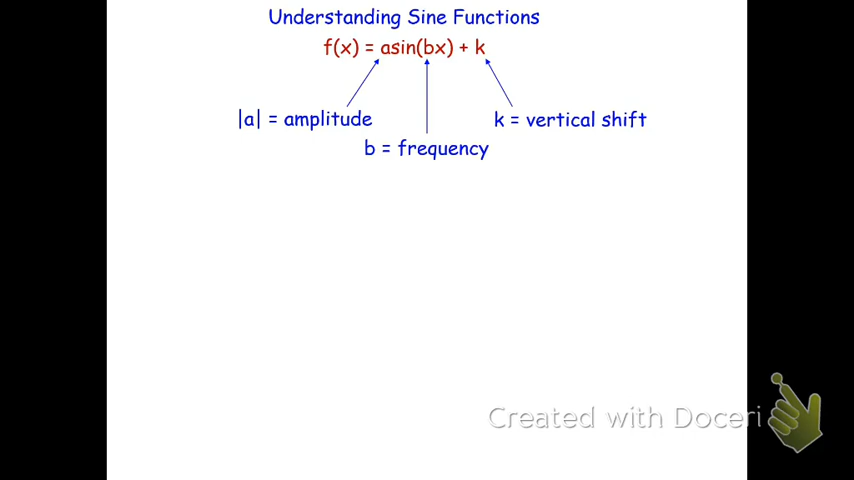 Understanding Sine Functions
f(x) = asin(bx) + k
|a| = amplitude
k = vertical shift
b = frequency
Created with Doceri